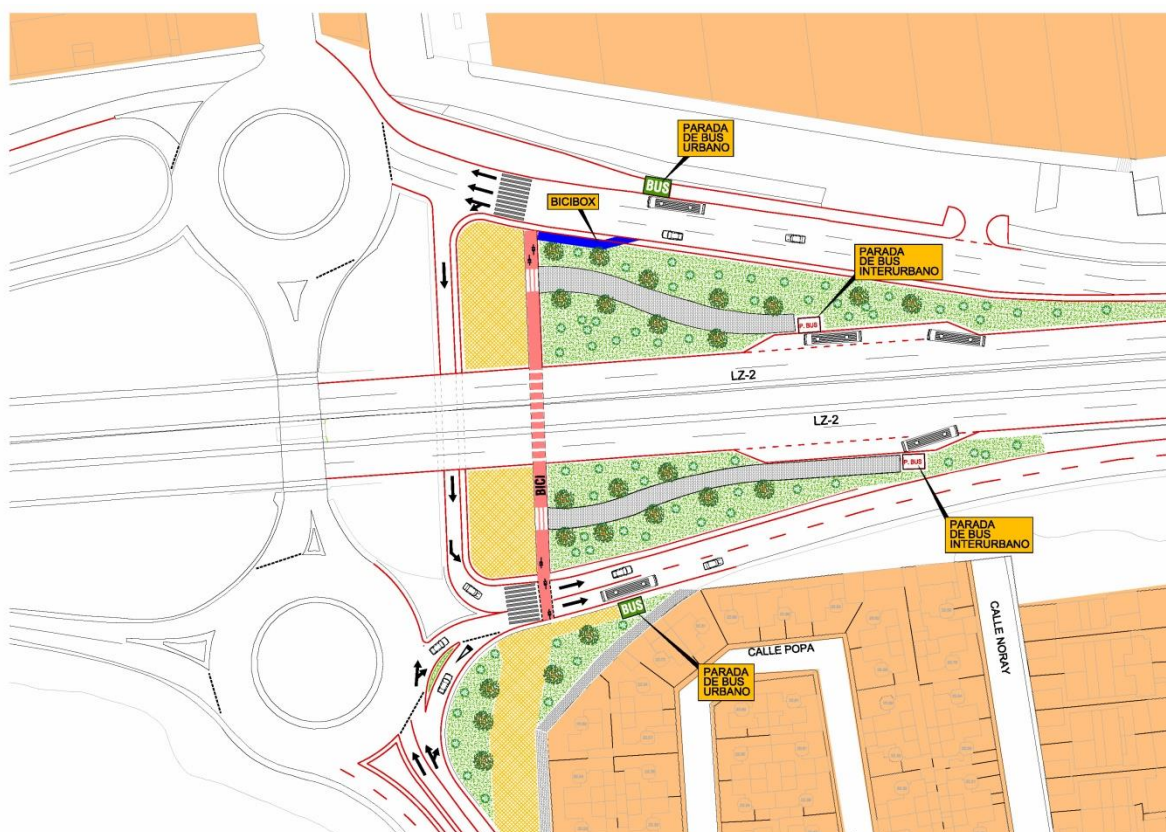 PARADA
DE BUS
URBANO
BUS
BICIBOX
PARADA
DE BUS
INTERURBANO
P. BUS
LZ-2
LZ-2
P. BUS
BICI
PARADA
DE BUS
INTERURBANO
BUS
CALLE NORAY
CALLE POPA
PARADA
DE BUS
URBANO